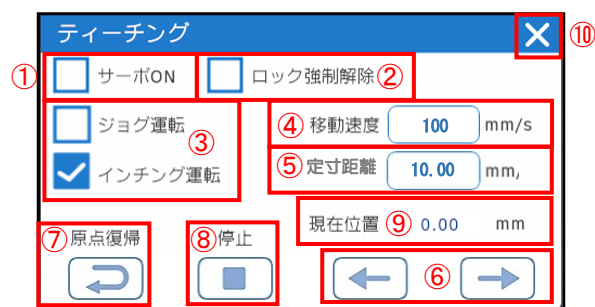 ティーチング ⑩
① サーボON ロック強制解除 ②
ジョグ運転 ③
インチング運転
④ 移動速度 100 mm/s
⑤ 定寸距離 10.00 mm,
現在位置 ⑨ 0.00 mm
⑦ 原点復帰
⑧ 停止
⑥